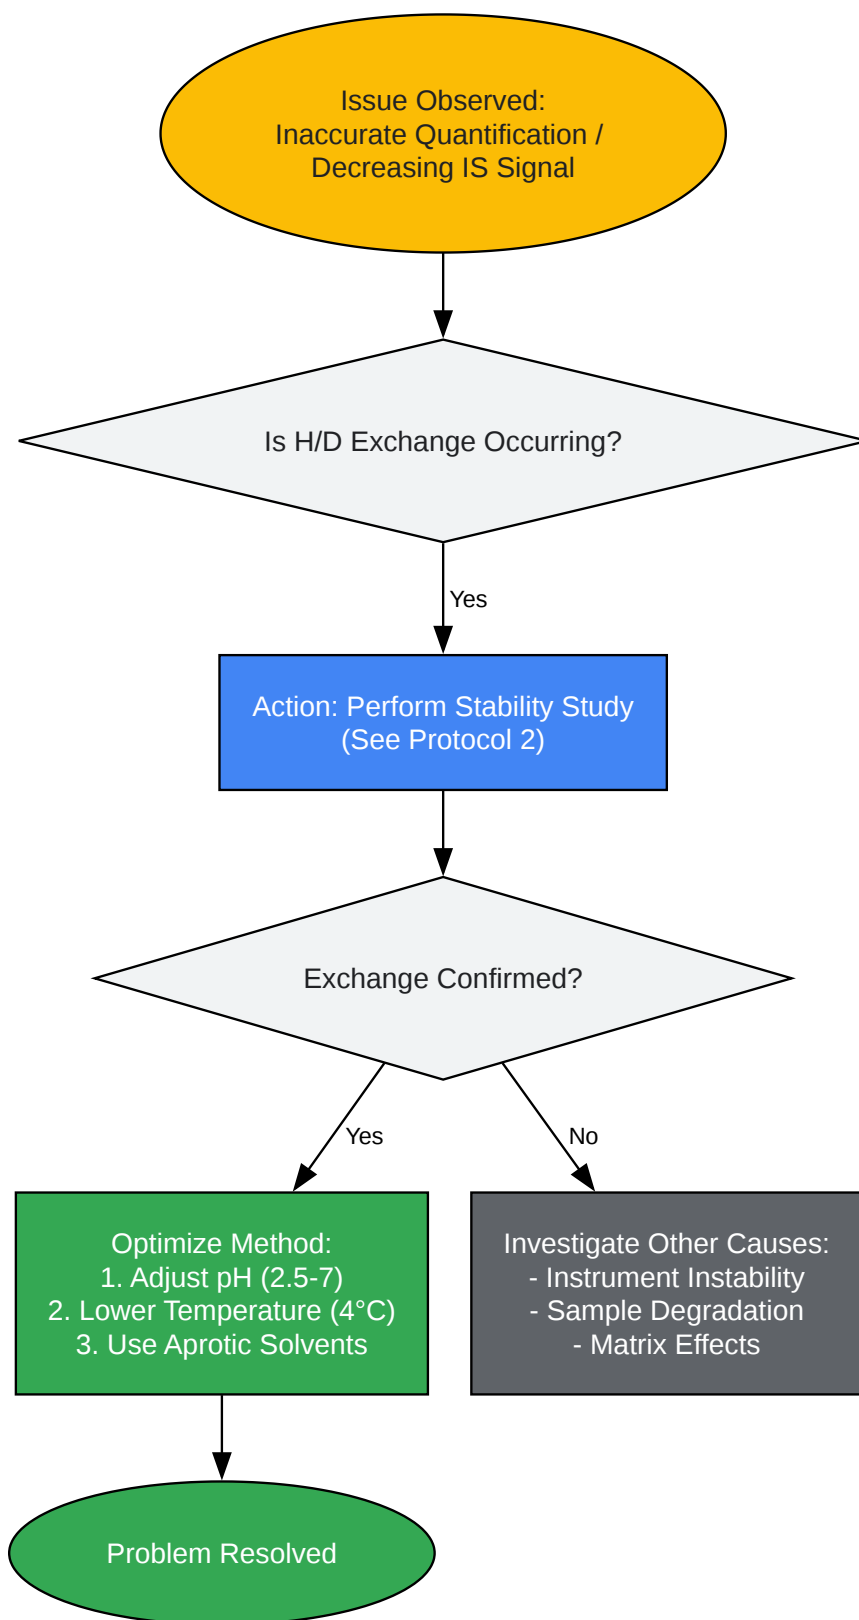 Issue Observed:
Inaccurate Quantification /
Decreasing IS Signal
Is H/D Exchange Occurring?
Yes
Action: Perform Stability Study
(See Protocol 2)
Exchange Confirmed?
Yes
No
Optimize Method:
1. Adjust pH (2.5-7)
2. Lower Temperature (4°C)
3. Use Aprotic Solvents
Investigate Other Causes:
- Instrument Instability
- Sample Degradation
- Matrix Effects
Problem Resolved